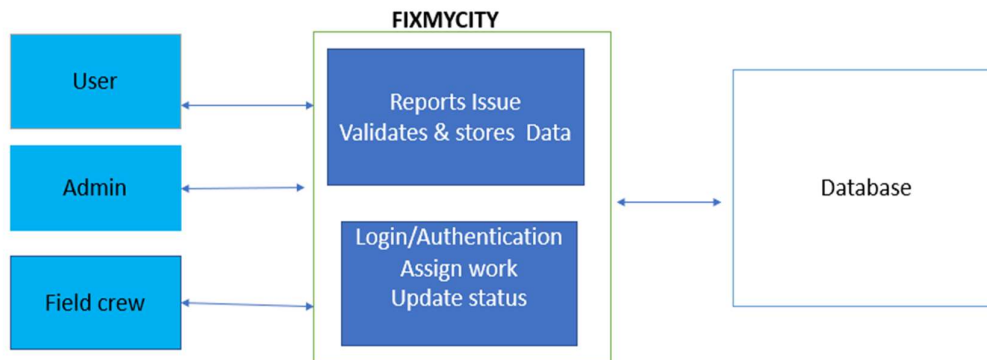 FIXMYCITY
User
Admin
Field crew
Reports Issue
Validates & stores Data
Login/Authentication
Assign work
Update status
Database